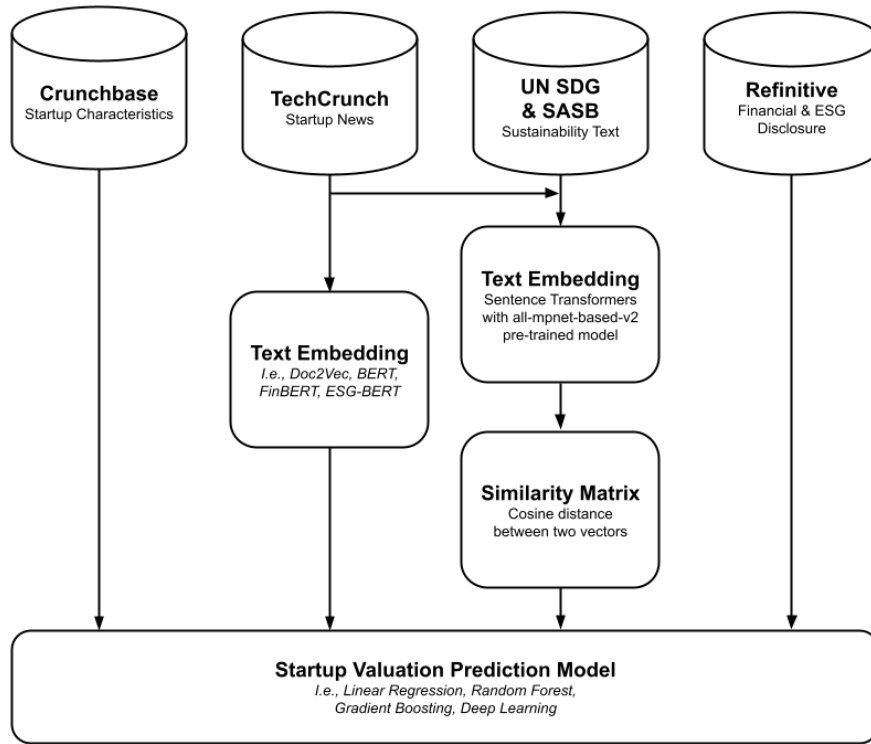 Crunchbase
Startup Characteristics
TechCrunch
Startup News
UN SDG
& SASB
Sustainability Text
Refinitive
Financial & ESG
Disclosure
Text Embedding
I.e., Doc2Vec, BERT,
FinBERT, ESG-BERT
Text Embedding
Sentence Transformers
with all-mpnet-based-v2
pre-trained model
Similarity Matrix
Cosine distance
between two vectors
Startup Valuation Prediction Model
I.e., Linear Regression, Random Forest,
Gradient Boosting, Deep Learning